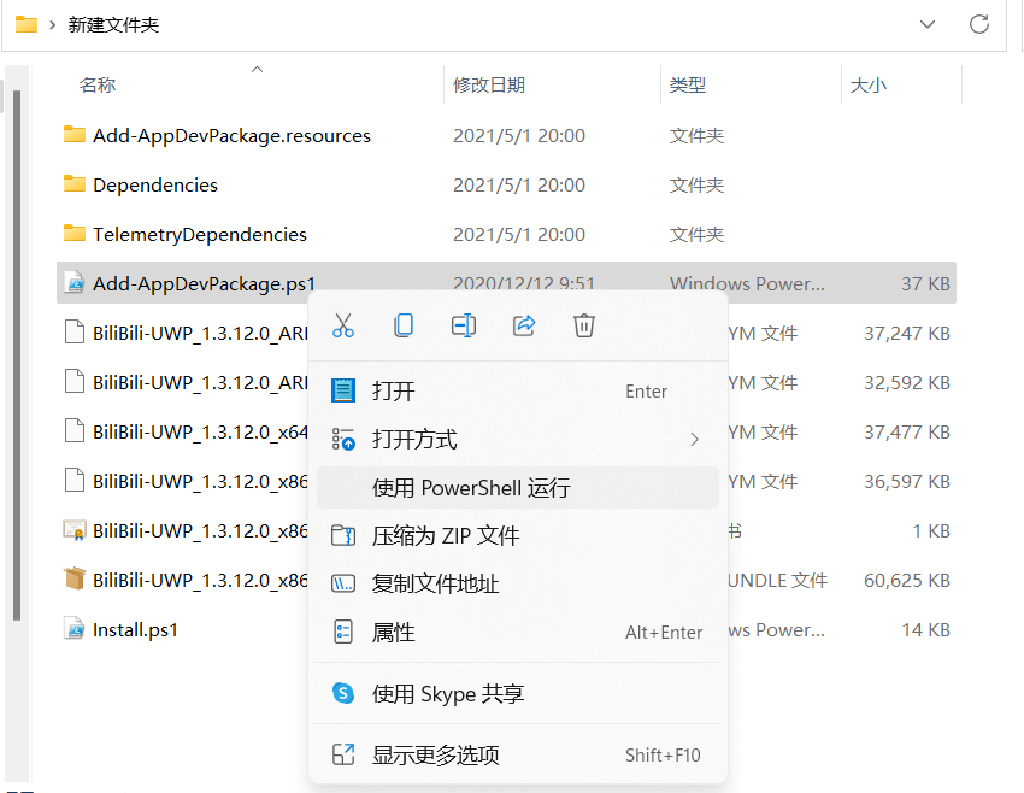 新建文件夹
名称 修改日期 类型 大小
Add-AppDevPackage.resources 2021/5/1 20:00 文件夹
Dependencies 2021/5/1 20:00 文件夹
TelemetryDependencies 2021/5/1 20:00 文件夹
Add-AppDevPackage.ps1 2020/12/12 9:51 Windows Power... 37 KB
BiliBili-UWP_1.3.12.0_ARI YM 文件 37,247 KB
打开 Enter
BiliBili-UWP_1.3.12.0_ARI YM 文件 32,592 KB
打开方式
BiliBili-UWP_1.3.12.0_x64 YM 文件 37,477 KB
BiliBili-UWP_1.3.12.0_x86 YM 文件 36,597 KB
使用 PowerShell 运行
BiliBili-UWP_1.3.12.0_x86 书 1 KB
压缩为 ZIP 文件
BiliBili-UWP_1.3.12.0_x86 UNDLE 文件 60,625 KB
复制文件地址
Install.ps1 ws Power... 14 KB
属性 Alt+Enter
使用 Skype 共享
显示更多选项 Shift+F10